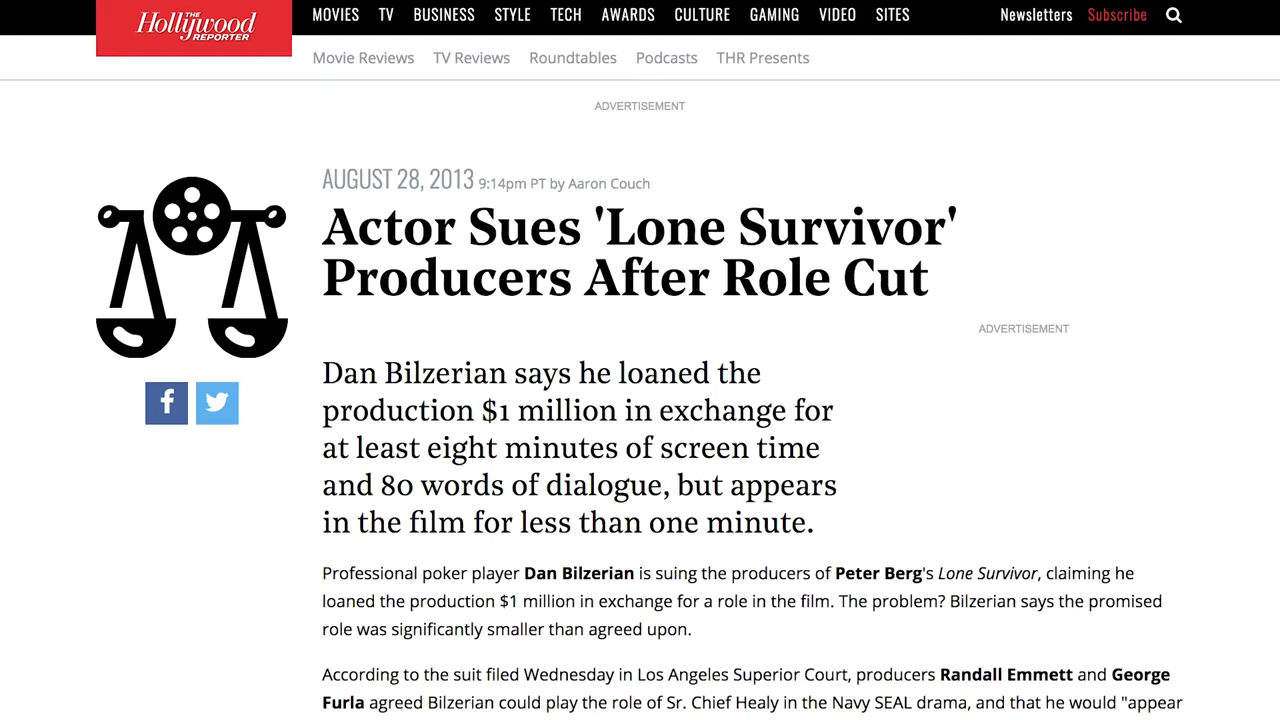 THE
Hollywood
REPORTER
MOVIES TV BUSINESS STYLE TECH AWARDS CULTURE GAMING VIDEO SITES Newsletters Subscribe
Movie Reviews TV Reviews Roundtables Podcasts THR Presents
ADVERTISEMENT
AUGUST 28, 2013 9:14pm PT by Aaron Couch
Actor Sues 'Lone Survivor'
Producers After Role Cut
ADVERTISEMENT
Dan Bilzerian says he loaned the
production $1 million in exchange for
at least eight minutes of screen time
and 80 words of dialogue, but appears
in the film for less than one minute.
Professional poker player Dan Bilzerian is suing the producers of Peter Berg's Lone Survivor, claiming he
loaned the production $1 million in exchange for a role in the film. The problem? Bilzerian says the promised
role was significantly smaller than agreed upon.
According to the suit filed Wednesday in Los Angeles Superior Court, producers Randall Emmett and George
Furla agreed Bilzerian could play the role of Sr. Chief Healy in the Navy SEAL drama, and that he would "appear